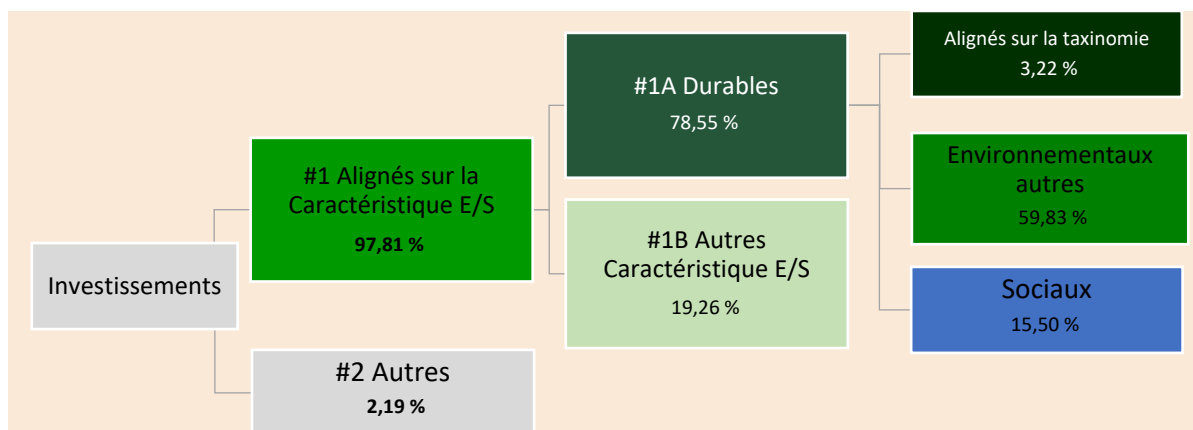 Investissements
#1 Alignés sur la
Caractéristique E/S
97,81 %
#2 Autres
2,19 %
#1A Durables
78,55 %
#1B Autres
Caractéristique E/S
19,26 %
Alignés sur la taxinomie
3,22 %
Environnementaux
autres
59,83 %
Sociaux
15,50 %